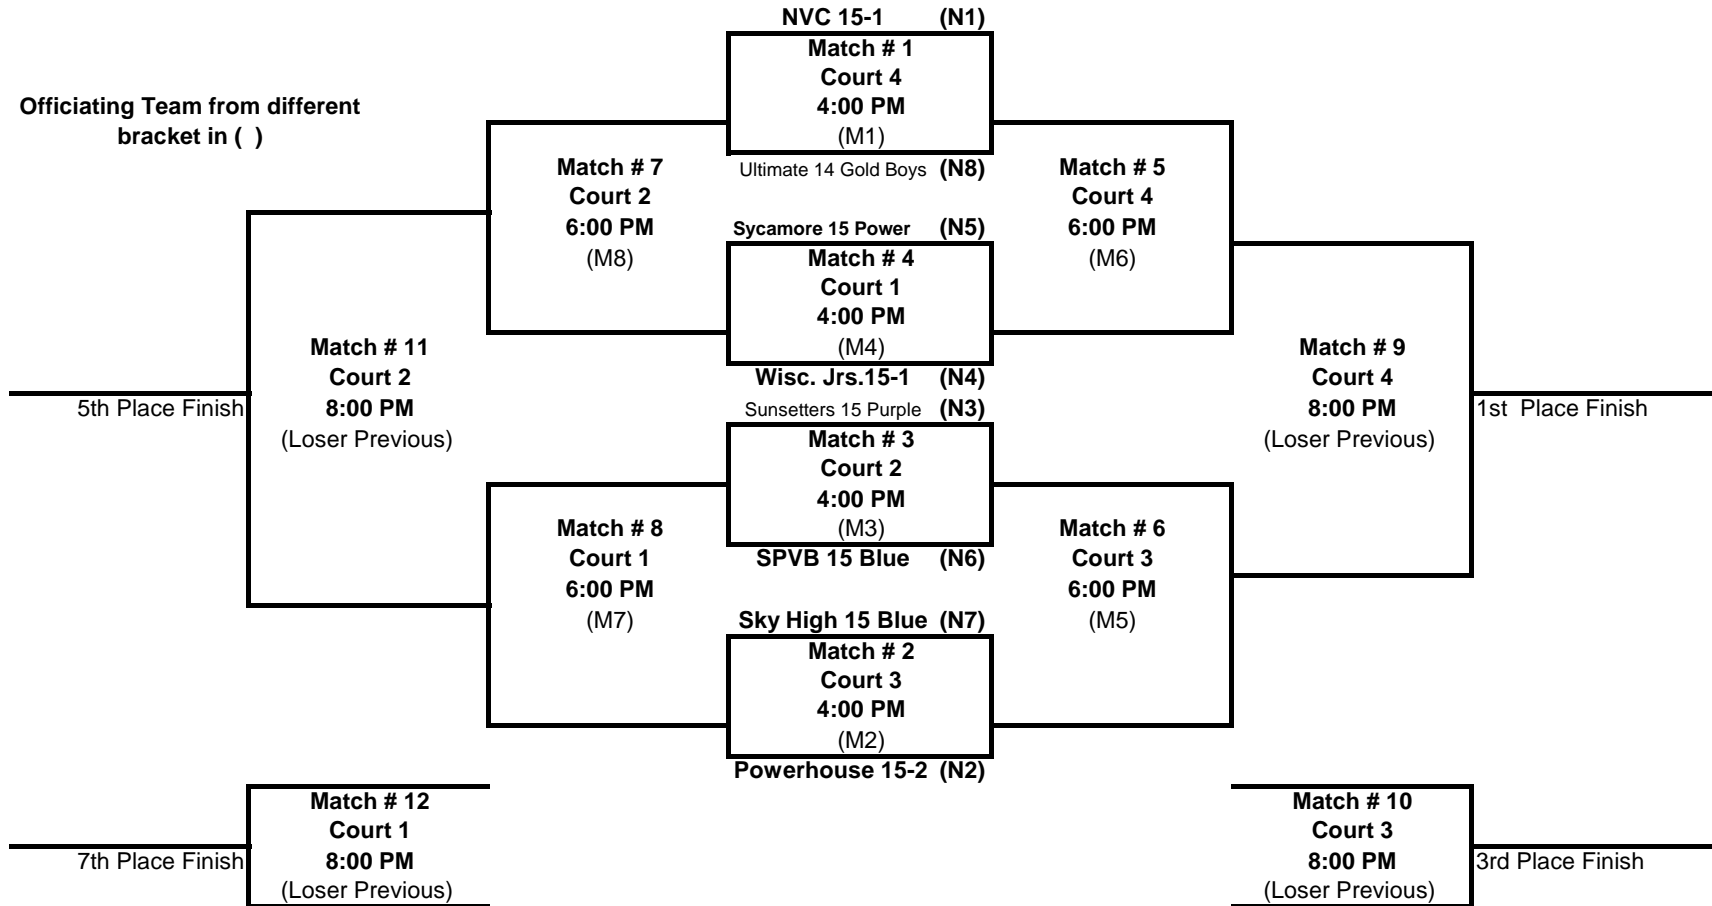 NVC 15-1 (N1)
Match # 1
Court 4
4:00 PM
(M1)
Ultimate 14 Gold Boys (N8)
Officiating Team from different
bracket in ( )
Match # 7
Court 2
6:00 PM
(M8)
Match # 5
Court 4
6:00 PM
(M6)
Sycamore 15 Power (N5)
Match # 4
Court 1
4:00 PM
(M4)
Wisc. Jrs.15-1 (N4)
Match # 11
Court 2
8:00 PM
(Loser Previous)
5th Place Finish
Match # 9
Court 4
8:00 PM
(Loser Previous)
1st Place Finish
Sunsetters 15 Purple (N3)
Match # 3
Court 2
4:00 PM
(M3)
SPVB 15 Blue (N6)
Match # 8
Court 1
6:00 PM
(M7)
Match # 6
Court 3
6:00 PM
(M5)
Sky High 15 Blue (N7)
Match # 2
Court 3
4:00 PM
(M2)
Powerhouse 15-2 (N2)
Match # 12
Court 1
8:00 PM
(Loser Previous)
7th Place Finish
Match # 10
Court 3
8:00 PM
(Loser Previous)
3rd Place Finish